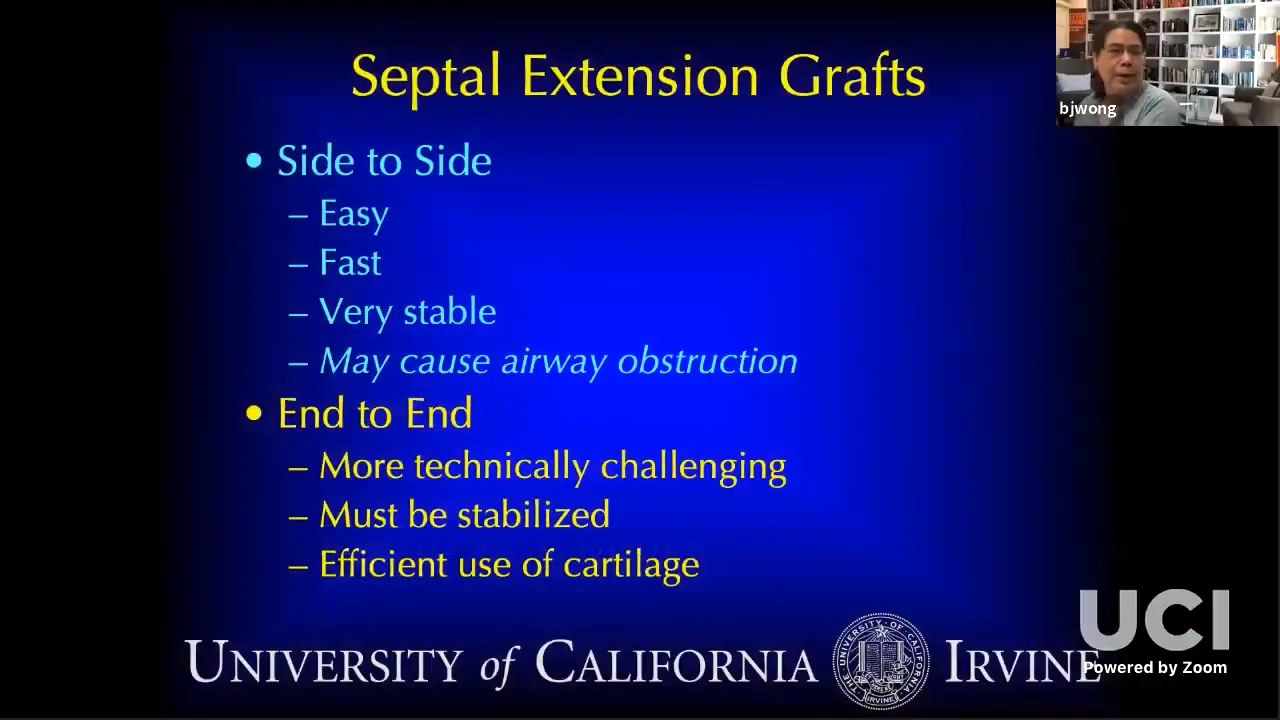 Septal Extension Grafts
bjwong
• Side to Side
– Easy
– Fast
– Very stable
– May cause airway obstruction
• End to End
– More technically challenging
– Must be stabilized
– Efficient use of cartilage
UNIVERSITY of CALIFORNIA IRVINE
UCI
Powered by Zoom